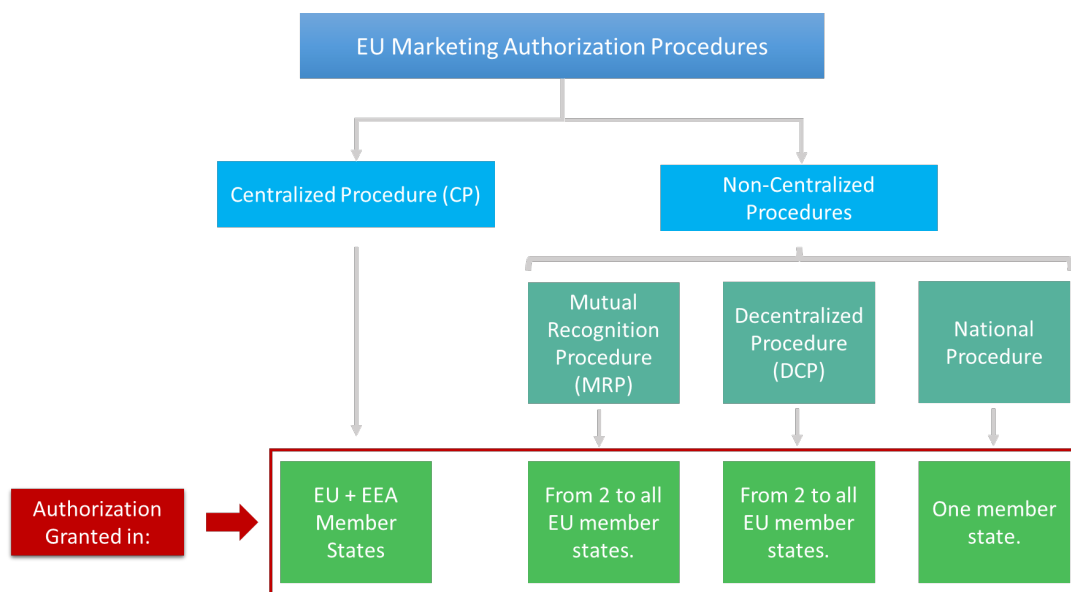 EU Marketing Authorization Procedures
Centralized Procedure (CP)
Non-Centralized
Procedures
Mutual
Recognition
Procedure
(MRP)
Decentralized
Procedure
(DCP)
National
Procedure
Authorization
Granted in:
EU + EEA
Member
States
From 2 to all
EU member
states.
From 2 to all
EU member
states.
One member
state.